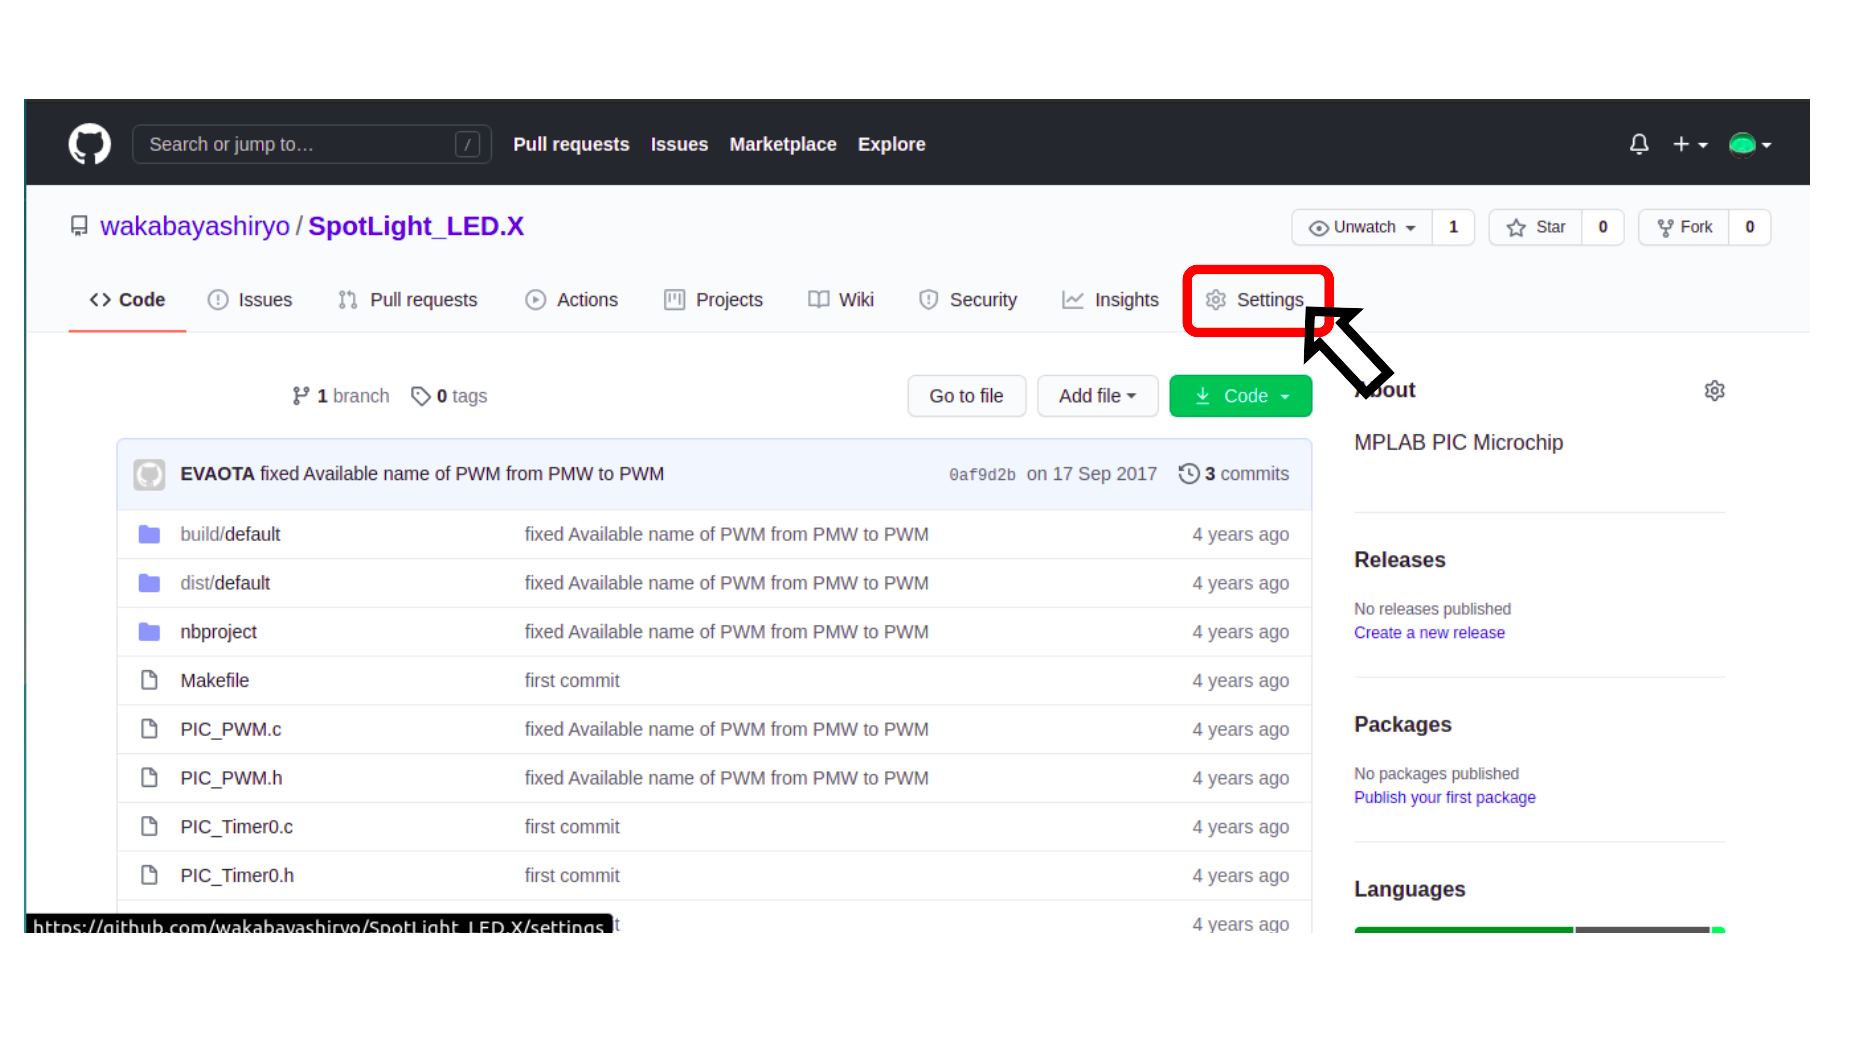 Search or jump to... / Pull requests Issues Marketplace Explore
wakabayashiryo / SpotLight_LED.X Unwatch 1 Star 0 Fork 0
<> Code Issues Pull requests Actions Projects Wiki Security Insights Settings
1 branch 0 tags Go to file Add file Code
About
MPLAB PIC Microchip
EVAOTA fixed Available name of PWM from PMW to PWM 0af9d2b on 17 Sep 2017 3 commits
build/default fixed Available name of PWM from PMW to PWM 4 years ago
dist/default fixed Available name of PWM from PMW to PWM 4 years ago
nbproject fixed Available name of PWM from PMW to PWM 4 years ago
Makefile first commit 4 years ago
PIC_PWM.c fixed Available name of PWM from PMW to PWM 4 years ago
PIC_PWM.h fixed Available name of PWM from PMW to PWM 4 years ago
PIC_Timer0.c first commit 4 years ago
PIC_Timer0.h first commit 4 years ago
4 years ago
Releases
No releases published
Create a new release
Packages
No packages published
Publish your first package
Languages
https://github.com/wakabayashiryo/SpotLight_LED.X/settings